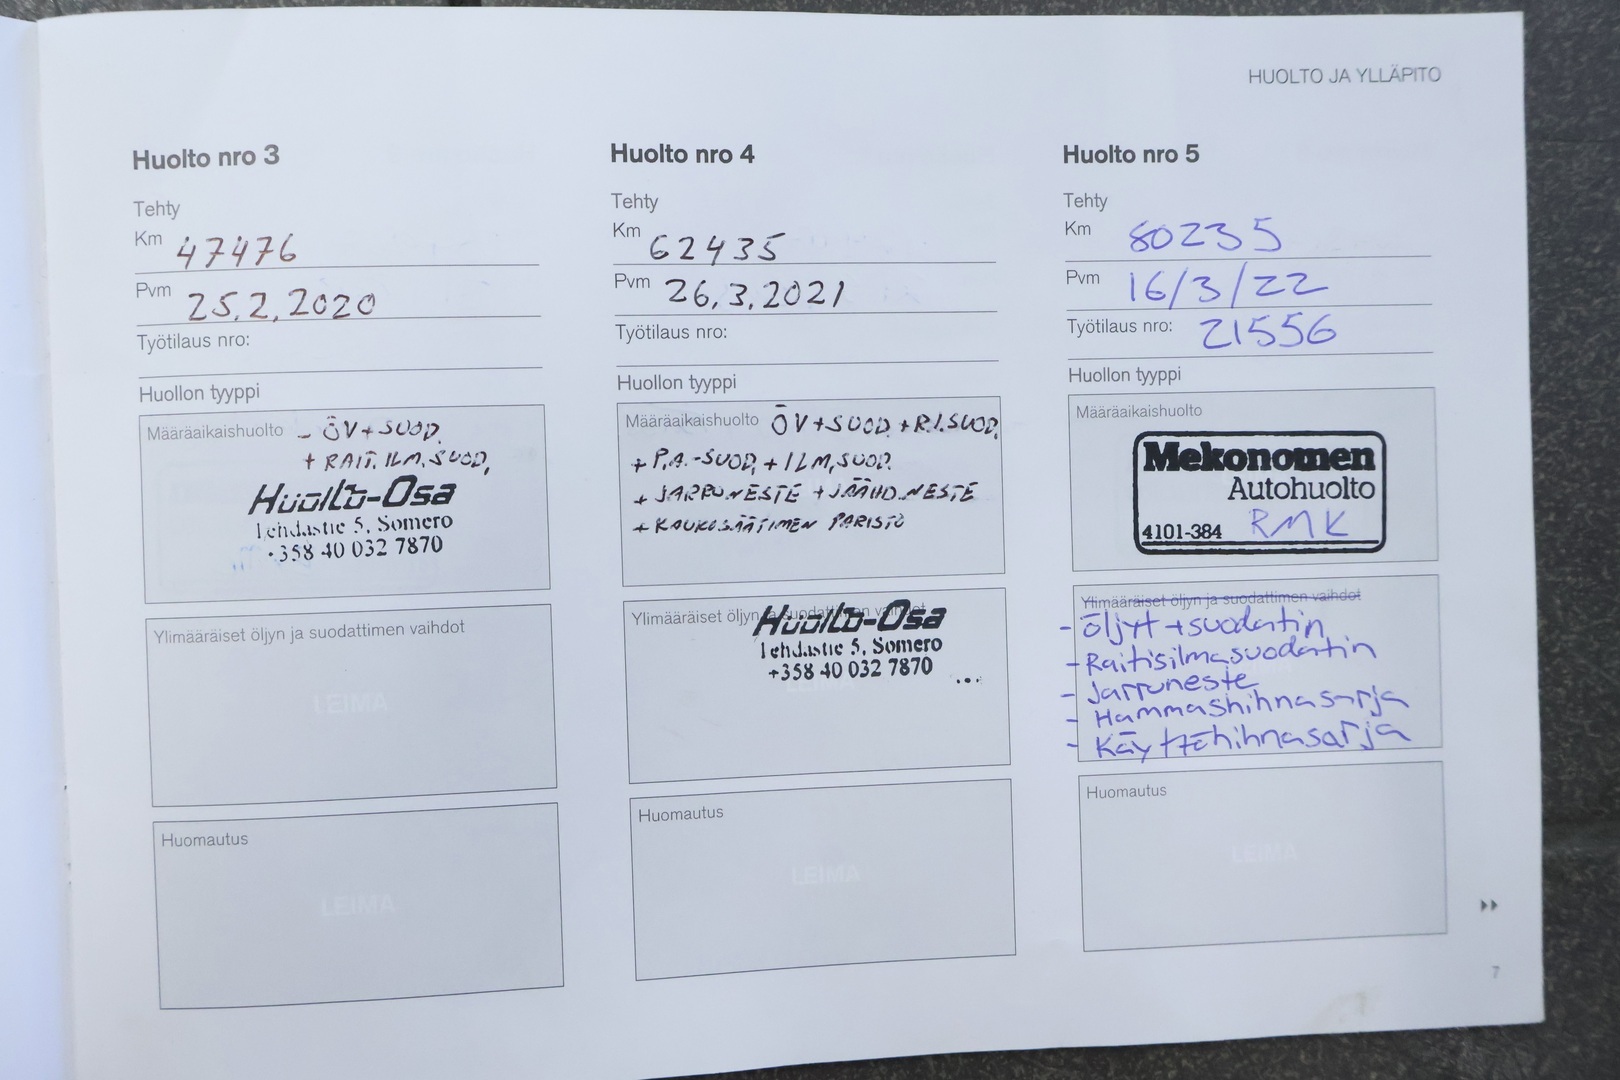 HUOLTO JA YLLÄPITO
Huolto nro 3
Tehty
Km 47476
Pvm 25.2.2020
Työtilaus nro:
Huollon tyyppi
Määräaikaishuolto - ÖV+SUOD.
+ RAIT. ILM. SUOD,
Huolto-Osa
Tehdastie 5, Somero
+358 40 032 7870
Ylimääräiset öljyn ja suodattimen vaihdot
LEIMA
Huomautus
LEIMA
Huolto nro 4
Tehty
Km 62435
Pvm 26.3.2021
Työtilaus nro:
Huollon tyyppi
Määräaikaishuolto ÖV+SUOD. +R.I.SUOD.
+ P.A.-SUOD, + ILM,SUOD.
+ JARRUNESTE + JÄÄHD.NESTE
+ KAUKOSÄÄTIMEN PARISTO
Ylimääräiset öljyn ja suodattimen vaihdot
Huolto-Osa
Tehdastie 5, Somero
+358 40 032 7870
LEIMA
Huomautus
LEIMA
Huolto nro 5
Tehty
Km 80235
Pvm 16/3/22
Työtilaus nro: 21556
Huollon tyyppi
Määräaikaishuolto
Mekonomen
Autohuolto
4101-384 RMK
Ylimääräiset öljyn ja suodattimen vaihdot
- öljyt + suodatin
- Raitisilmasuodatin
- Jarruneste
- Hammashihnasarja
- Käyttöhihnasarja
Huomautus
LEIMA
7